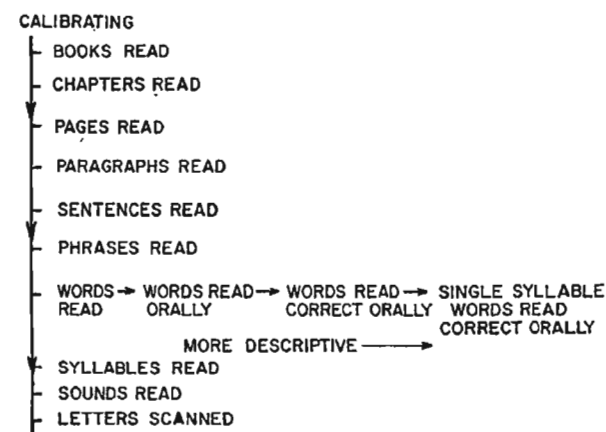 CALIBRATING
BOOKS READ
CHAPTERS READ
PAGES READ
PARAGRAPHS READ
SENTENCES READ
PHRASES READ
WORDS READ
WORDS READ ORALLY
WORDS READ CORRECT ORALLY
SINGLE SYLLABLE WORDS READ CORRECT ORALLY
MORE DESCRIPTIVE
SYLLABLES READ
SOUNDS READ
LETTERS SCANNED